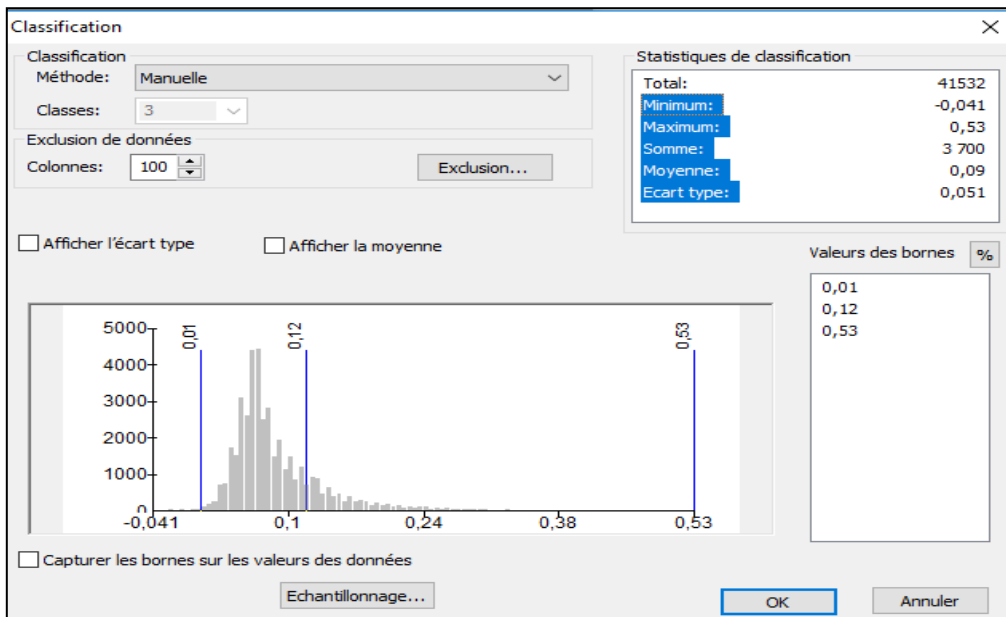 Classification
Classification
Méthode: Manuelle
Classes: 3
Exclusion de données
Colonnes: 100 Exclusion...
Statistiques de classification
Total: 41532
Minimum: -0,041
Maximum: 0,53
Somme: 3 700
Moyenne: 0,09
Ecart type: 0,051
Afficher l'écart type Afficher la moyenne
Valeurs des bornes %
0,01
0,12
0,53
0,01 0,12 0,53
5000
4000
3000
2000
1000
0
-0,041 0,1 0,24 0,38 0,53
Capturer les bornes sur les valeurs des données
Echantillonnage...
OK Annuler